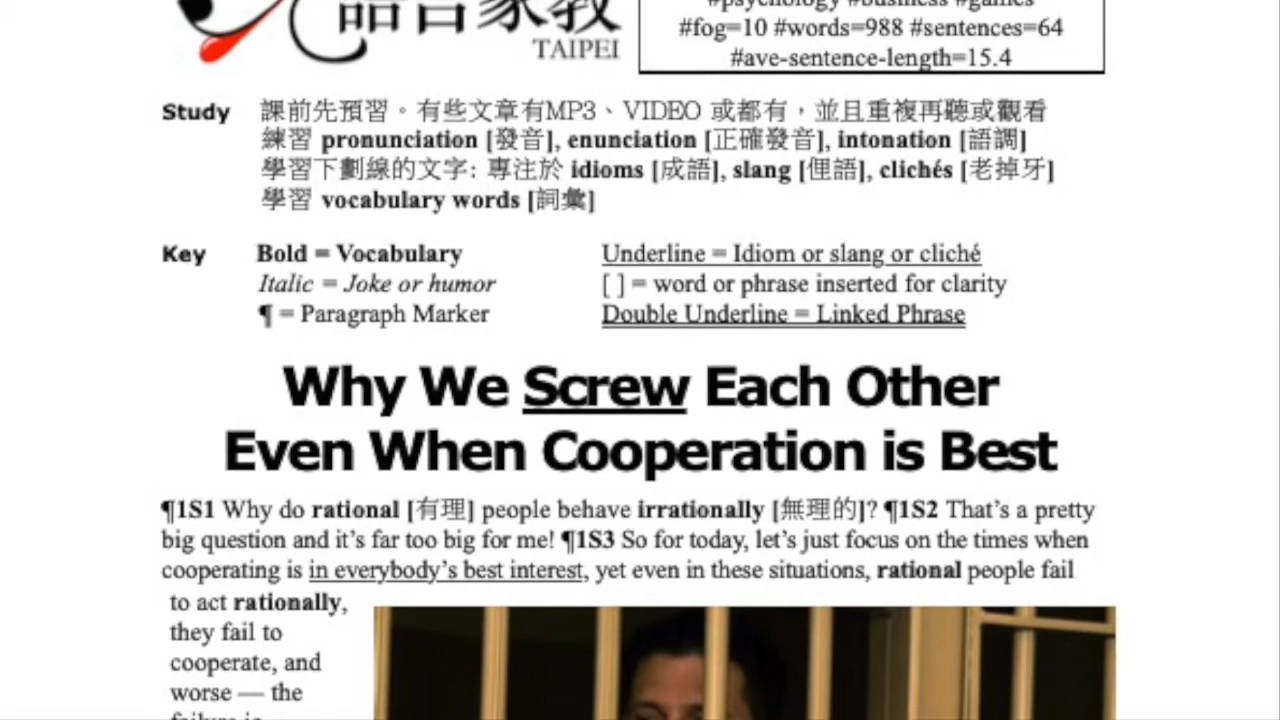 語言家教
TAIPEI
#psychology #business #games
#fog=10 #words=988 #sentences=64
#ave-sentence-length=15.4
Study 課前先預習。有些文章有MP3、VIDEO 或都有，並且重複再聽或觀看
練習 pronunciation [發音], enunciation [正確發音], intonation [語調]
學習下劃線的文字: 專注於 idioms [成語], slang [俚語], clichés [老掉牙]
學習 vocabulary words [詞彙]
Key Bold = Vocabulary Underline = Idiom or slang or cliché
Italic = Joke or humor [ ] = word or phrase inserted for clarity
¶ = Paragraph Marker Double Underline = Linked Phrase
Why We Screw Each Other
Even When Cooperation is Best
¶1S1 Why do rational [有理] people behave irrationally [無理的]? ¶1S2 That's a pretty
big question and it's far too big for me! ¶1S3 So for today, let's just focus on the times when
cooperating is in everybody's best interest, yet even in these situations, rational people fail
to act rationally,
they fail to
cooperate, and
worse — the
failure is